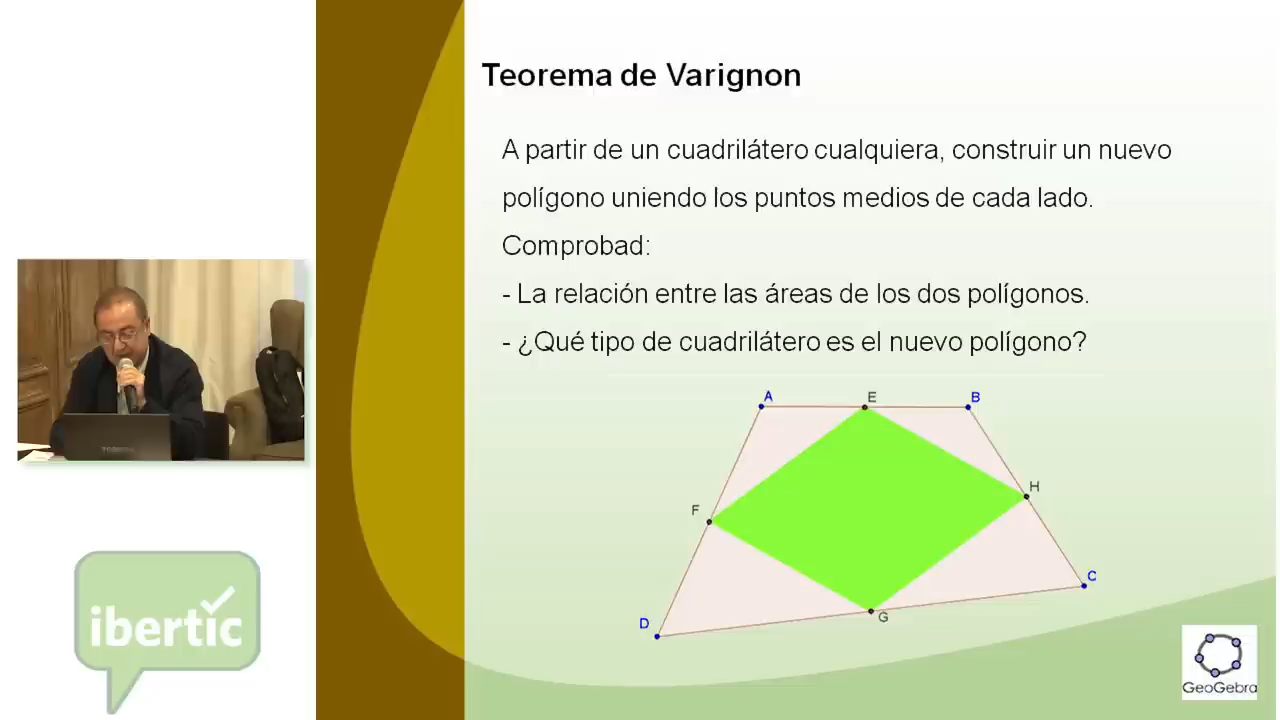 Teorema de Varignon
A partir de un cuadrilátero cualquiera, construir un nuevo
polígono uniendo los puntos medios de cada lado.
Comprobad:
- La relación entre las áreas de los dos polígonos.
- ¿Qué tipo de cuadrilátero es el nuevo polígono?
A
E
B
H
F
C
D
G
TOSHIBA
ibertic
GeoGebra